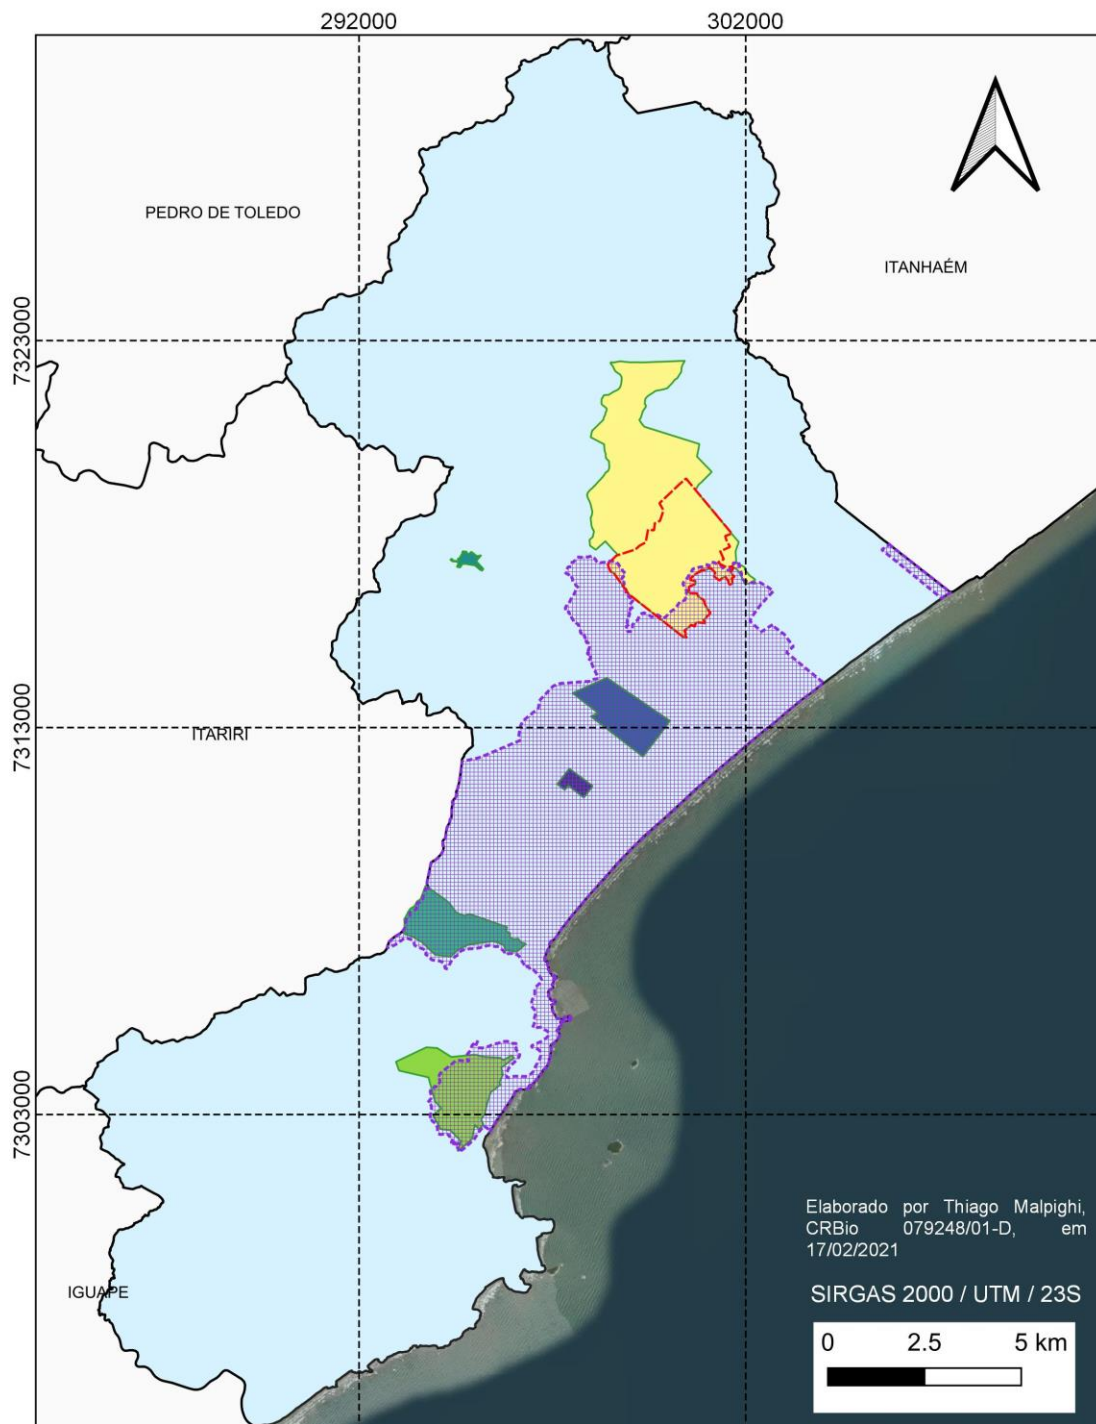 292000
302000
PEDRO DE TOLEDO
ITANHAÉM
7323000
7313000
ITARIRI
7303000
Elaborado por Thiago Malpighi,
CRBio 079248/01-D, em
17/02/2021
IGUAPE
SIRGAS 2000 / UTM / 23S
0 2.5 5 km